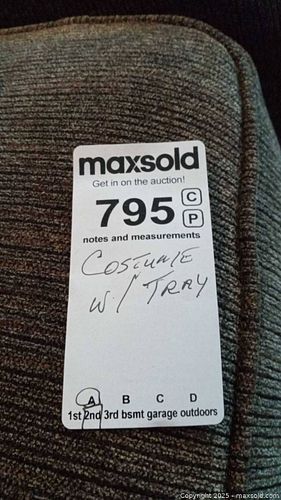 maxsold
Get in on the auction!
795 C
P
notes and measurements
COSTUME
W/ TRAY
A B C D
1st 2nd 3rd bsmt garage outdoors
Copyright 2025 - maxsold.com